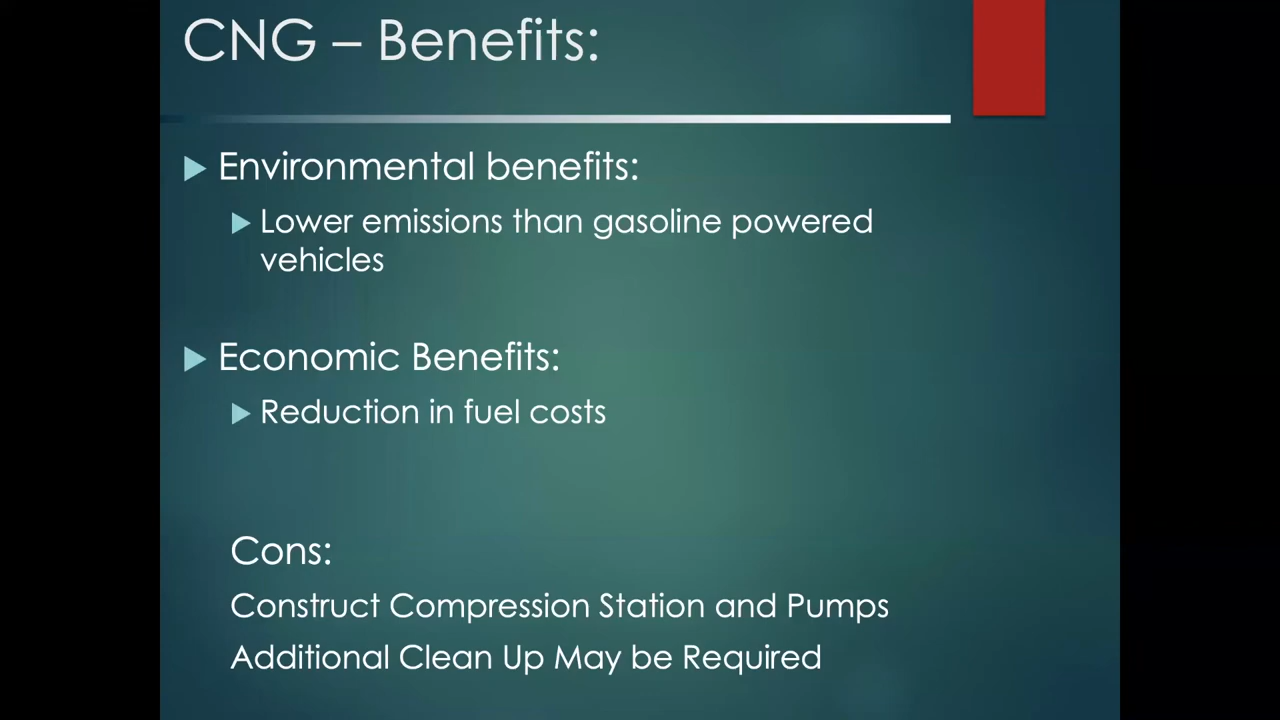 CNG – Benefits:
Environmental benefits:
Lower emissions than gasoline powered
vehicles
Economic Benefits:
Reduction in fuel costs
Cons:
Construct Compression Station and Pumps
Additional Clean Up May be Required